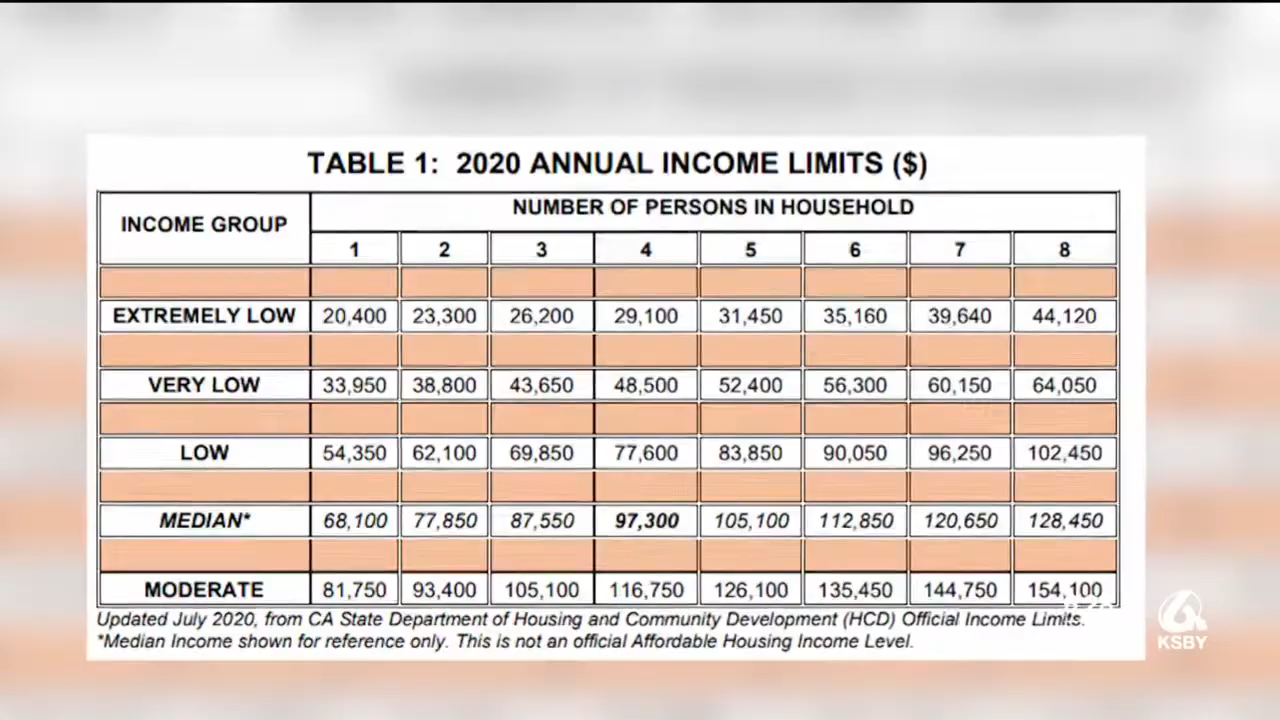 TABLE 1: 2020 ANNUAL INCOME LIMITS ($)
INCOME GROUP
NUMBER OF PERSONS IN HOUSEHOLD
1 2 3 4 5 6 7 8
EXTREMELY LOW 20,400 23,300 26,200 29,100 31,450 35,160 39,640 44,120
VERY LOW 33,950 38,800 43,650 48,500 52,400 56,300 60,150 64,050
LOW 54,350 62,100 69,850 77,600 83,850 90,050 96,250 102,450
MEDIAN* 68,100 77,850 87,550 97,300 105,100 112,850 120,650 128,450
MODERATE 81,750 93,400 105,100 116,750 126,100 135,450 144,750 154,100
Updated July 2020, from CA State Department of Housing and Community Development (HCD) Official Income Limits.
*Median Income shown for reference only. This is not an official Affordable Housing Income Level.
KSBY